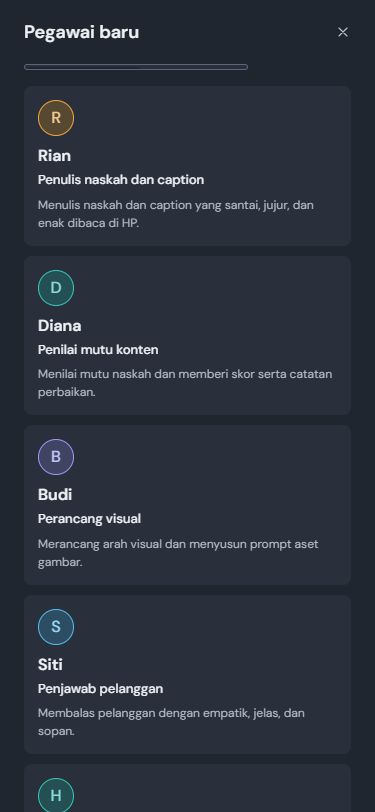 Pegawai baru
R
Rian
Penulis naskah dan caption
Menulis naskah dan caption yang santai, jujur, dan
enak dibaca di HP.
D
Diana
Penilai mutu konten
Menilai mutu naskah dan memberi skor serta catatan
perbaikan.
B
Budi
Perancang visual
Merancang arah visual dan menyusun prompt aset
gambar.
S
Siti
Penjawab pelanggan
Membalas pelanggan dengan empatik, jelas, dan
sopan.
H